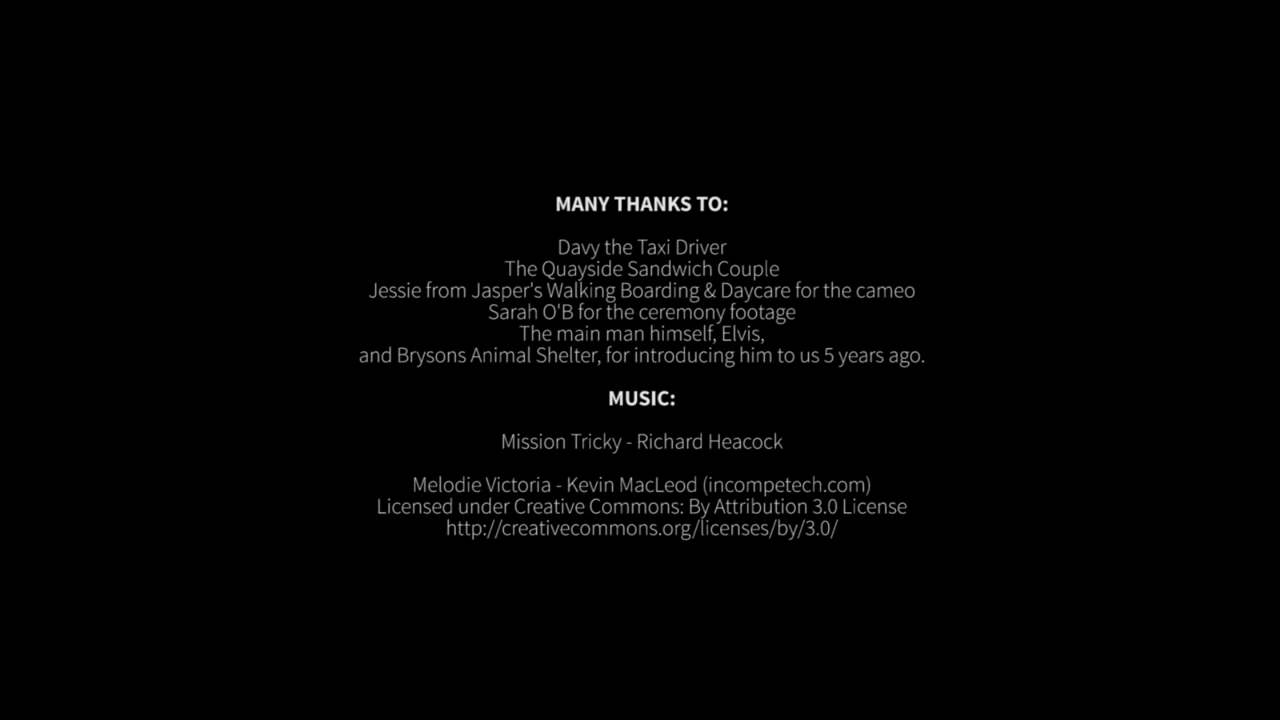 MANY THANKS TO:
Davy the Taxi Driver
The Quayside Sandwich Couple
Jessie from Jasper's Walking Boarding & Daycare for the cameo
Sarah O'B for the ceremony footage
The main man himself, Elvis,
and Brysons Animal Shelter, for introducing him to us 5 years ago.
MUSIC:
Mission Tricky - Richard Heacock
Melodie Victoria - Kevin MacLeod (incompetech.com)
Licensed under Creative Commons: By Attribution 3.0 License
http://creativecommons.org/licenses/by/3.0/